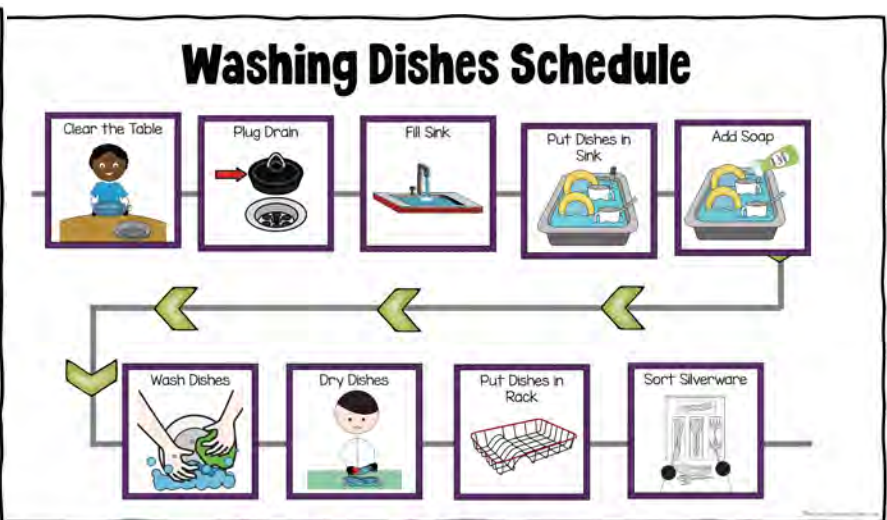 Washing Dishes Schedule
Clear the Table
Plug Drain
Fill Sink
Put Dishes in
Sink
Add Soap
Wash Dishes
Dry Dishes
Put Dishes in
Rack
Sort Silverware